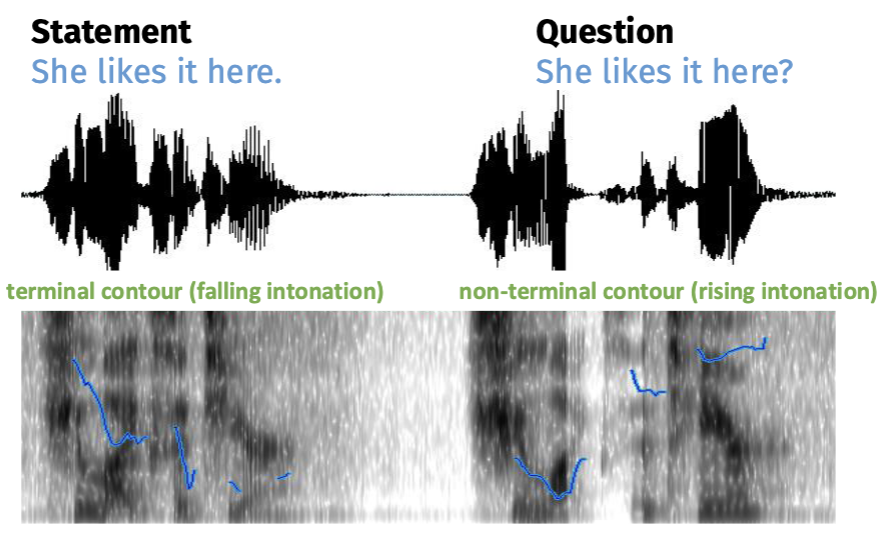 Statement
She likes it here.
Question
She likes it here?
terminal contour (falling intonation)
non-terminal contour (rising intonation)